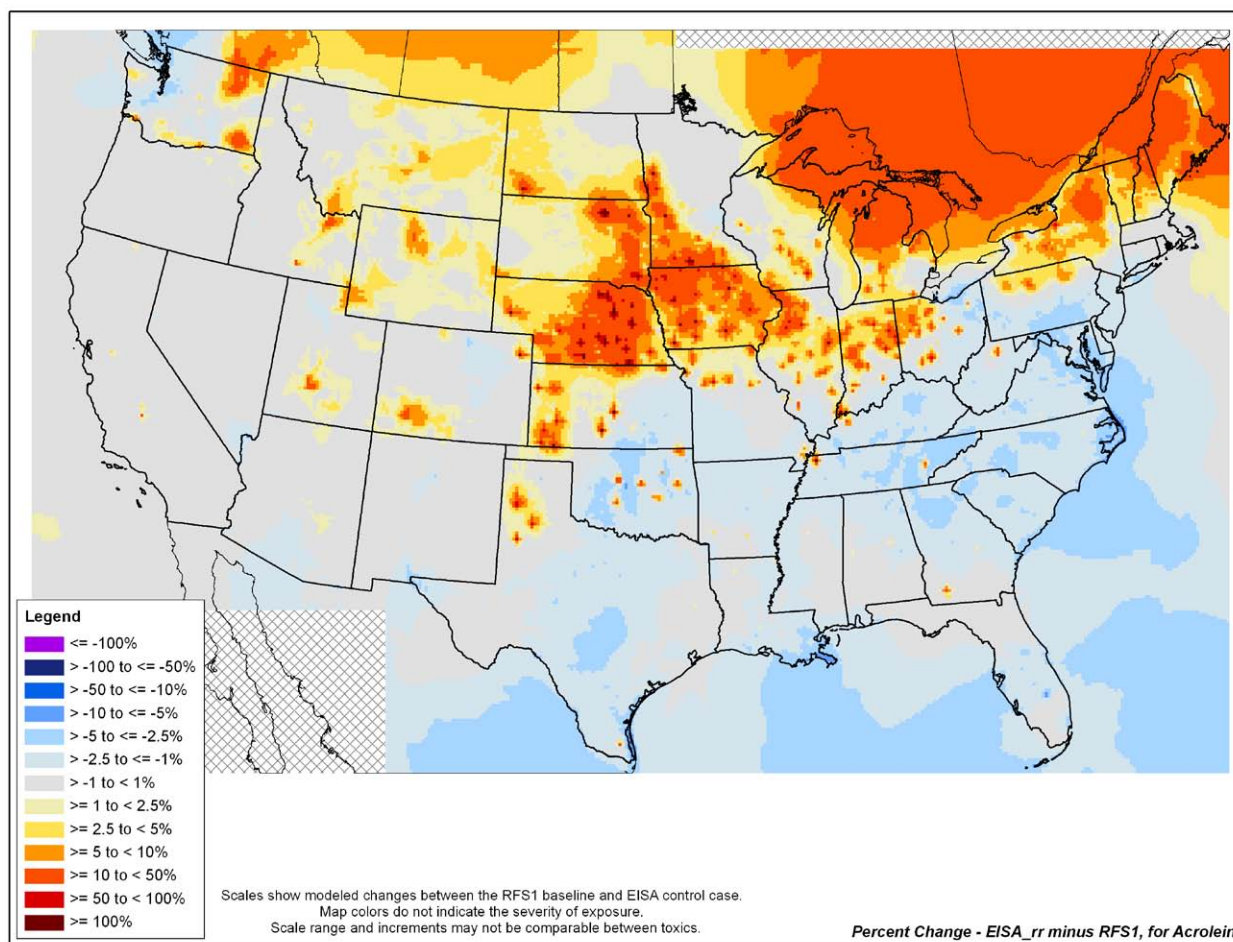 Legend
<= -100%
> -100 to <= -50%
> -50 to <= -10%
> -10 to <= -5%
> -5 to <= -2.5%
> -2.5 to <= -1%
> -1 to < 1%
>= 1 to < 2.5%
>= 2.5 to < 5%
>= 5 to < 10%
>= 10 to < 50%
>= 50 to < 100%
>= 100%
Scales show modeled changes between the RFS1 baseline and EISA control case.
Map colors do not indicate the severity of exposure.
Scale range and increments may not be comparable between toxics.
Percent Change - EISA_rr minus RFS1, for Acrolein